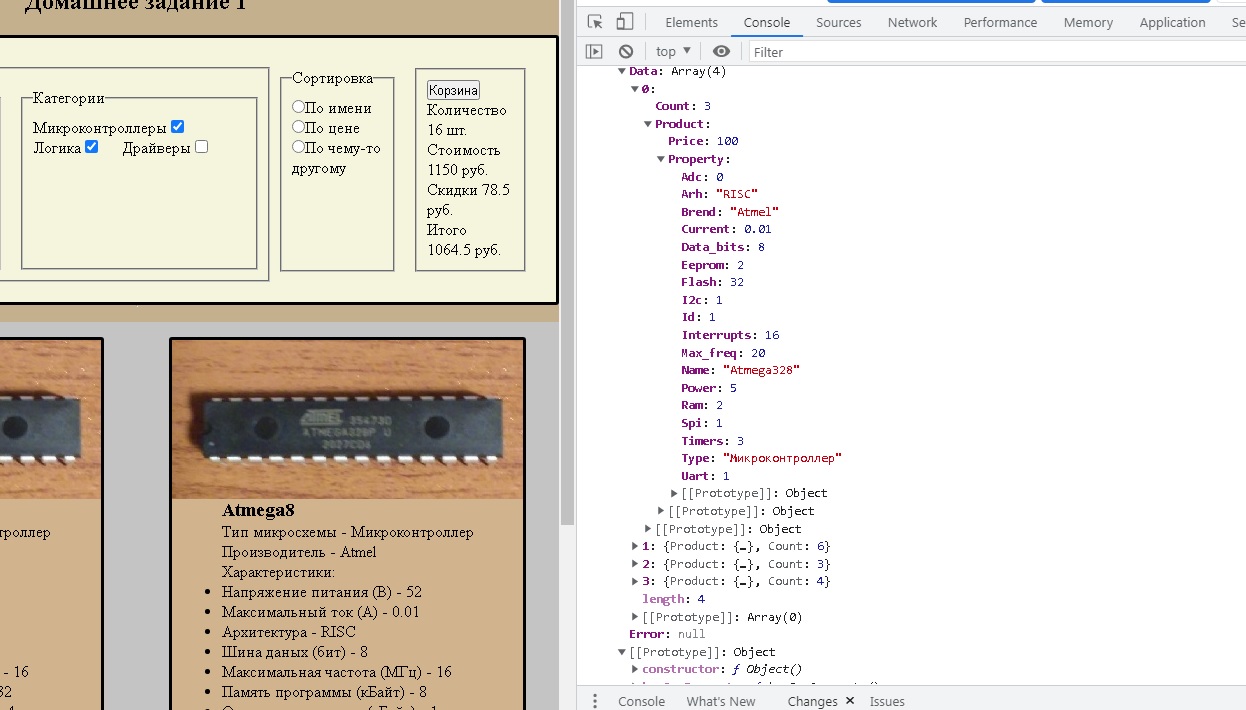 Домашнее задание 1
Категории
Микроконтроллеры
Логика Драйверы
Сортировка
По имени
По цене
По чему-то
другому
Корзина
Количество
16 шт.
Стоимость
1150 руб.
Скидки 78.5
руб.
Итого
1064.5 руб.
троллер
- 16
32
ATMEL 35473D
ATMEGA328P U
Atmega8
Тип микросхемы - Микроконтроллер
Производитель - Atmel
Характеристики:
Напряжение питания (В) - 52
Максимальный ток (А) - 0.01
Архитектура - RISC
Шина даных (бит) - 8
Максимальная частота (МГц) - 16
Память программы (кБайт) - 8
Elements Console Sources Network Performance Memory Application Se
top ▼ Filter
▼Data: Array(4)
▼0:
Count: 3
▼Product:
Price: 100
▼Property:
Adc: 0
Arh: "RISC"
Brend: "Atmel"
Current: 0.01
Data_bits: 8
Eeprom: 2
Flash: 32
I2c: 1
Id: 1
Interrupts: 16
Max_freq: 20
Name: "Atmega328"
Power: 5
Ram: 2
Spi: 1
Timers: 3
Type: "Микроконтроллер"
Uart: 1
▶[[Prototype]]: Object
▶[[Prototype]]: Object
▶[[Prototype]]: Object
▶1: {Product: {…}, Count: 6}
▶2: {Product: {…}, Count: 3}
▶3: {Product: {…}, Count: 4}
length: 4
▶[[Prototype]]: Array(0)
Error: null
▼[[Prototype]]: Object
▶constructor: ƒ Object()
Console What's New Changes × Issues